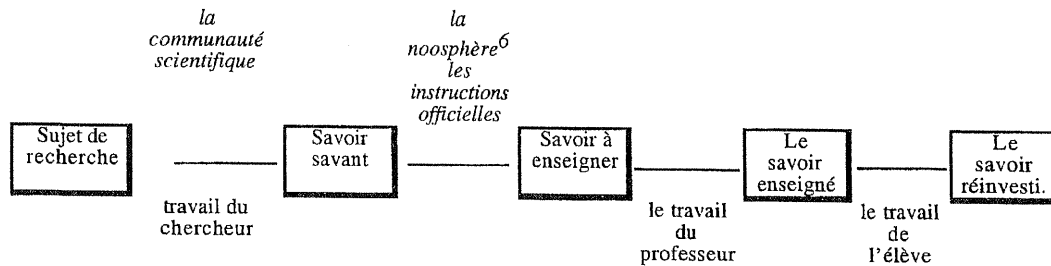 la
communauté
scientifique
la
noosphère6
les
instructions
officielles
Sujet de
recherche
Savoir
savant
Savoir à
enseigner
Le
savoir
enseigné
Le
savoir
réinvesti.
travail du
chercheur
le travail
du
professeur
le travail
de
l'élève